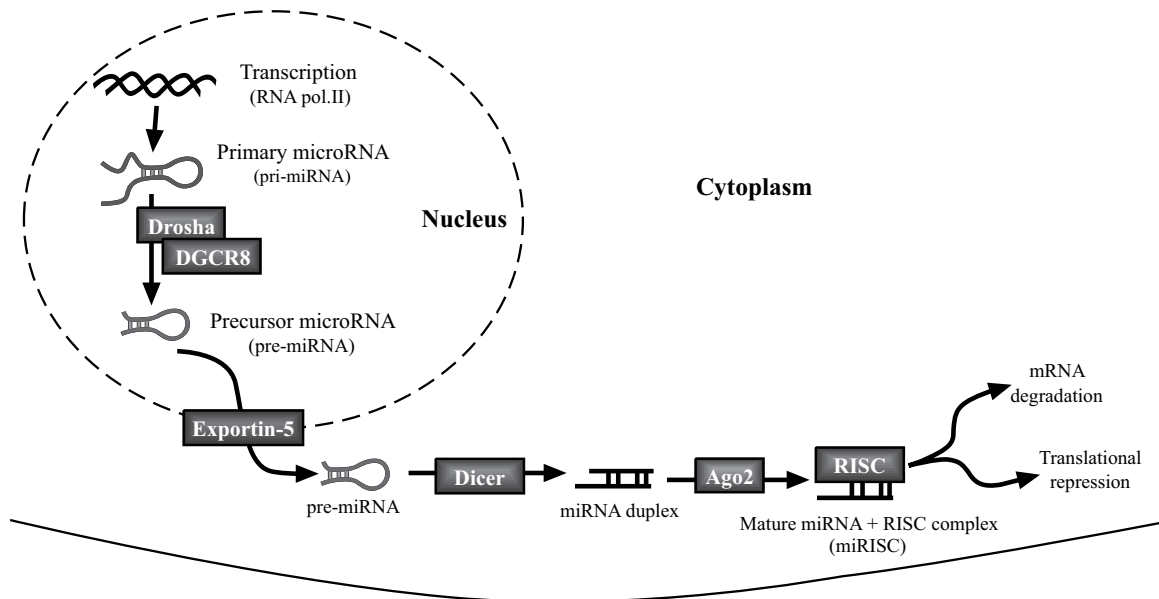 Transcription
(RNA pol.II)
Primary microRNA
(pri-miRNA)
Cytoplasm
Nucleus
Drosha
DGCR8
Precursor microRNA
(pre-miRNA)
mRNA
degradation
Exportin-5
RISC
Translational
repression
Dicer
Ago2
pre-miRNA
miRNA duplex
Mature miRNA + RISC complex
(miRISC)